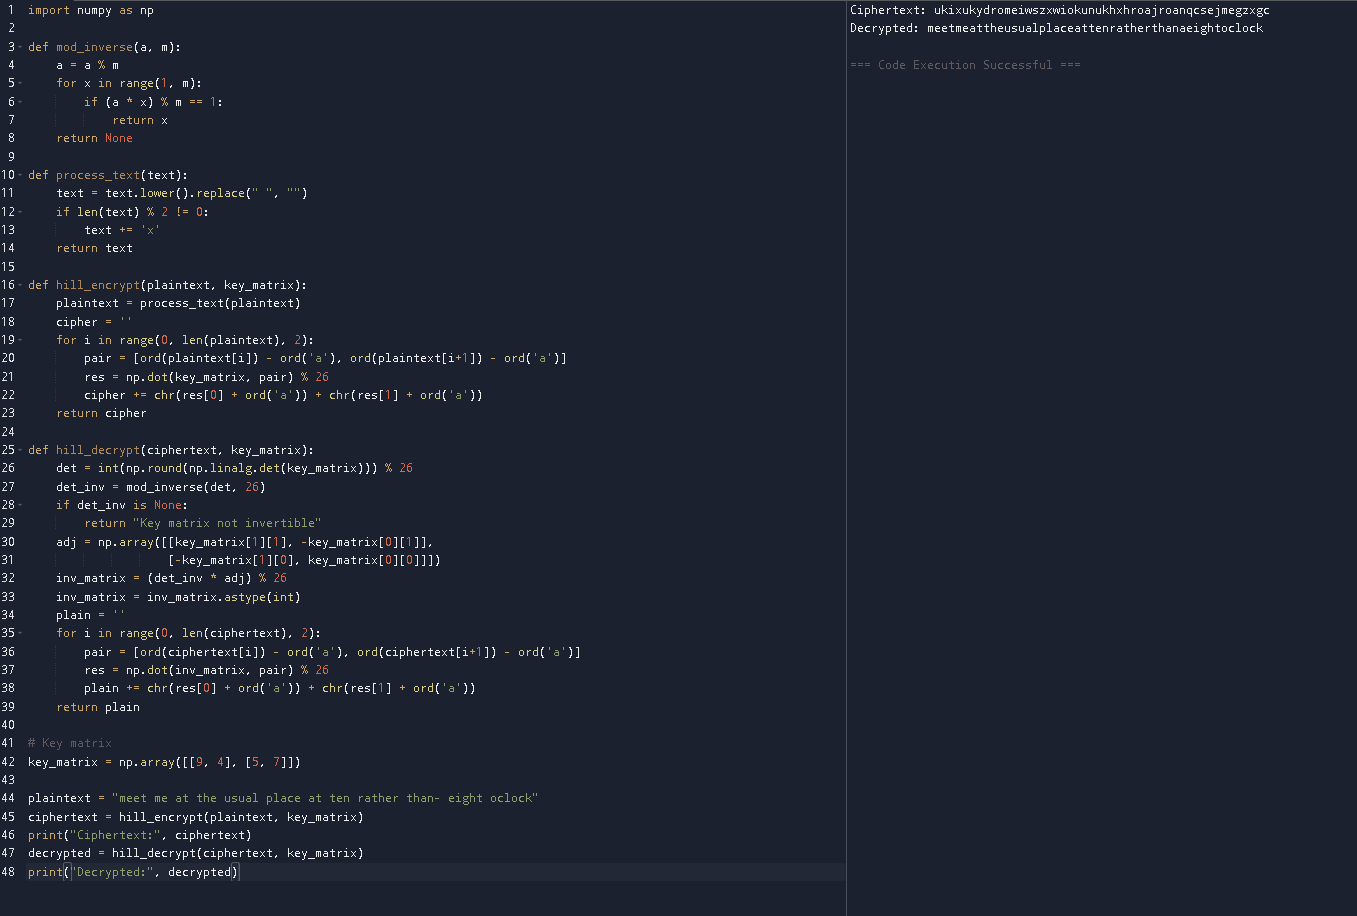 1 import numpy as np
2
3 def mod_inverse(a, m):
4     a = a % m
5     for x in range(1, m):
6         if (a * x) % m == 1:
7             return x
8     return None
9
10 def process_text(text):
11     text = text.lower().replace(" ", "")
12     if len(text) % 2 != 0:
13         text += 'x'
14     return text
15
16 def hill_encrypt(plaintext, key_matrix):
17     plaintext = process_text(plaintext)
18     cipher = ''
19     for i in range(0, len(plaintext), 2):
20         pair = [ord(plaintext[i]) - ord('a'), ord(plaintext[i+1]) - ord('a')]
21         res = np.dot(key_matrix, pair) % 26
22         cipher += chr(res[0] + ord('a')) + chr(res[1] + ord('a'))
23     return cipher
24
25 def hill_decrypt(ciphertext, key_matrix):
26     det = int(np.round(np.linalg.det(key_matrix))) % 26
27     det_inv = mod_inverse(det, 26)
28     if det_inv is None:
29         return "Key matrix not invertible"
30     adj = np.array([[key_matrix[1][1], -key_matrix[0][1]],
31                     [-key_matrix[1][0], key_matrix[0][0]]])
32     inv_matrix = (det_inv * adj) % 26
33     inv_matrix = inv_matrix.astype(int)
34     plain = ''
35     for i in range(0, len(ciphertext), 2):
36         pair = [ord(ciphertext[i]) - ord('a'), ord(ciphertext[i+1]) - ord('a')]
37         res = np.dot(inv_matrix, pair) % 26
38         plain += chr(res[0] + ord('a')) + chr(res[1] + ord('a'))
39     return plain
40
41 # Key matrix
42 key_matrix = np.array([[9, 4], [5, 7]])
43
44 plaintext = "meet me at the usual place at ten rather than- eight oclock"
45 ciphertext = hill_encrypt(plaintext, key_matrix)
46 print("Ciphertext:", ciphertext)
47 decrypted = hill_decrypt(ciphertext, key_matrix)
48 print("Decrypted:", decrypted)
Ciphertext: ukixukydromeiwszxwiokunukhxhroajroanqcsejmegzxgc
Decrypted: meetmeattheusualplaceattenratherthanaeightoclock
=== Code Execution Successful ===